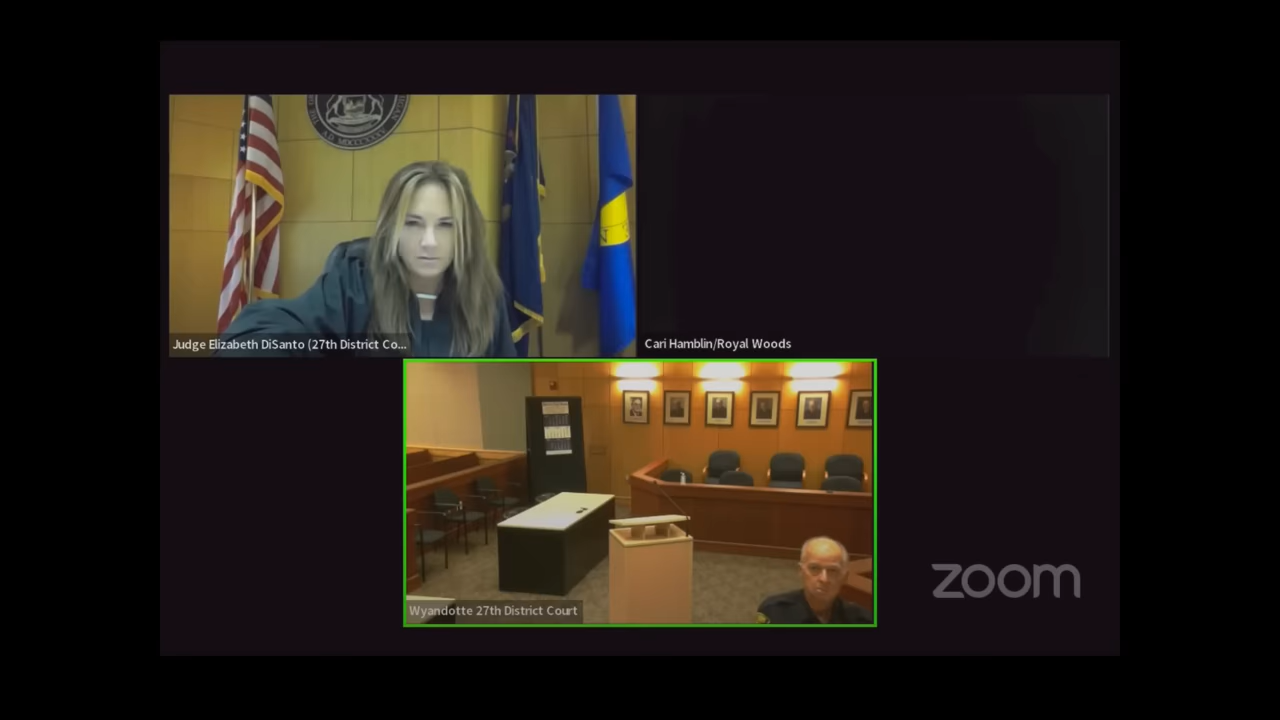 Judge Elizabeth DiSanto (27th District Co...
Cari Hamblin/Royal Woods
Wyandotte 27th District Court
zoom